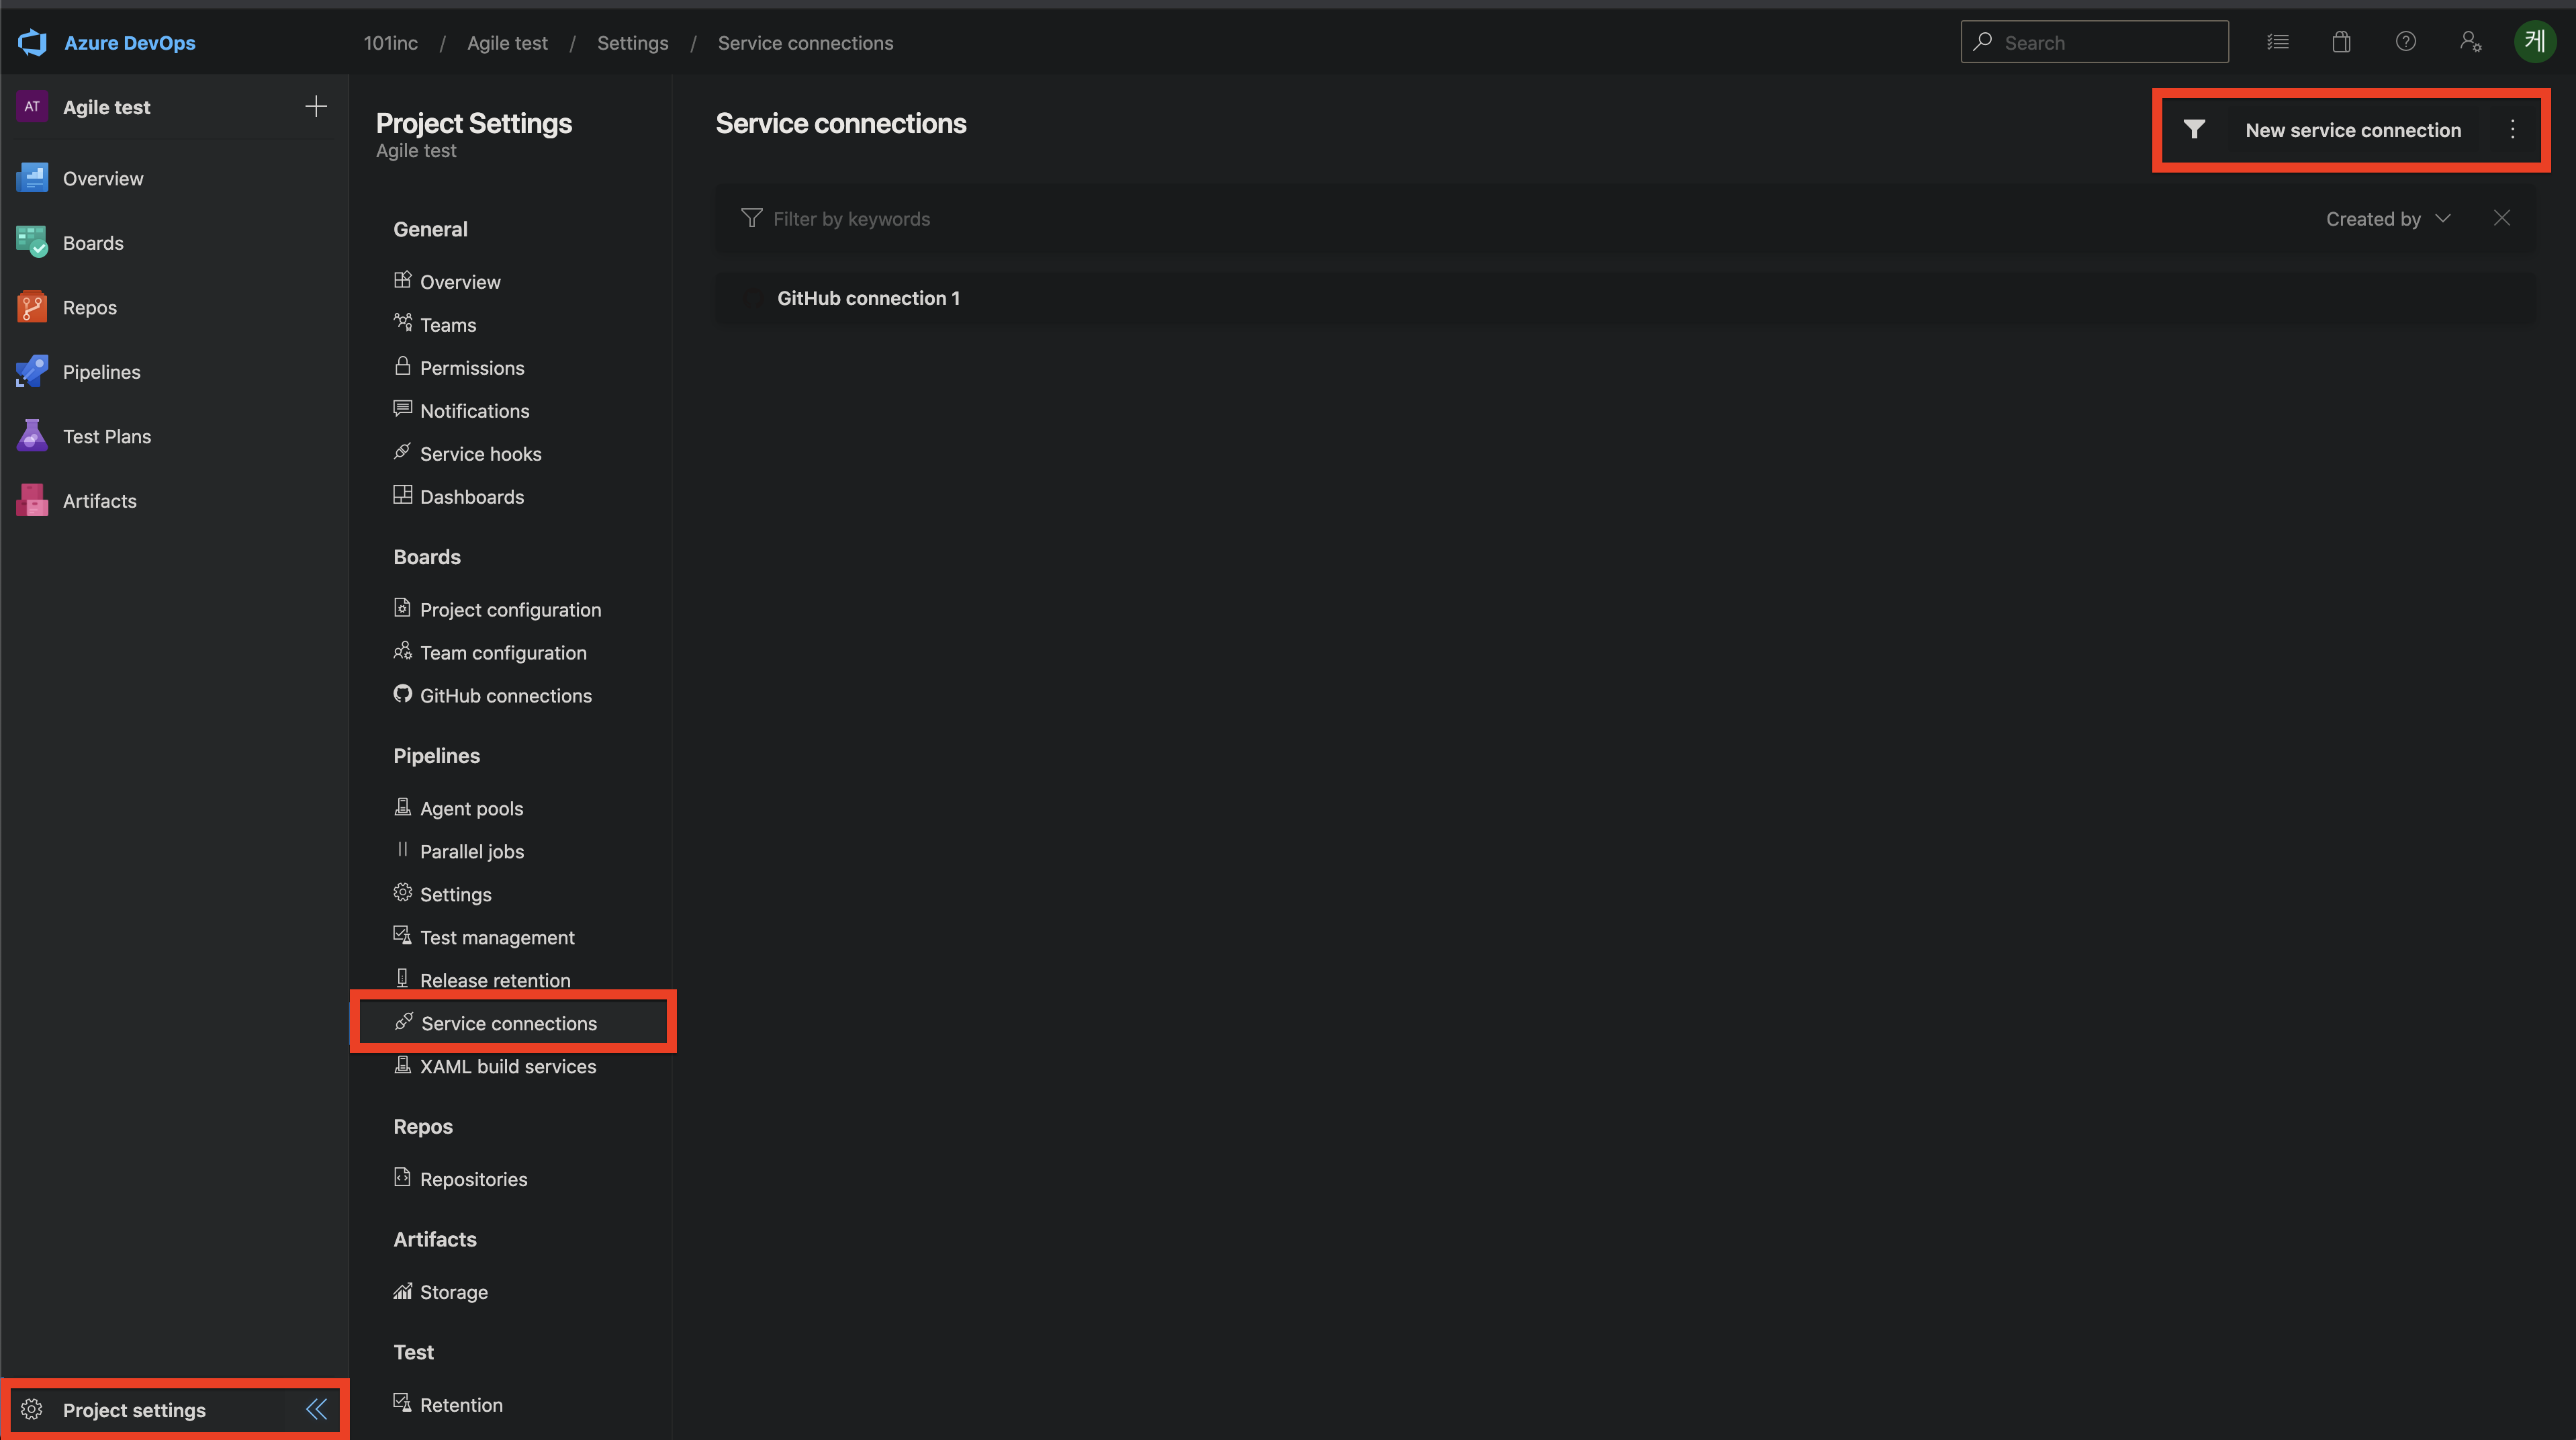 Azure DevOps
101inc / Agile test / Settings / Service connections
Search
케
AT Agile test
Overview
Boards
Repos
Pipelines
Test Plans
Artifacts
Project settings
Project Settings
Agile test
General
Overview
Teams
Permissions
Notifications
Service hooks
Dashboards
Boards
Project configuration
Team configuration
GitHub connections
Pipelines
Agent pools
Parallel jobs
Settings
Test management
Release retention
Service connections
XAML build services
Repos
Repositories
Artifacts
Storage
Test
Retention
Service connections
New service connection
Filter by keywords
Created by
GitHub connection 1